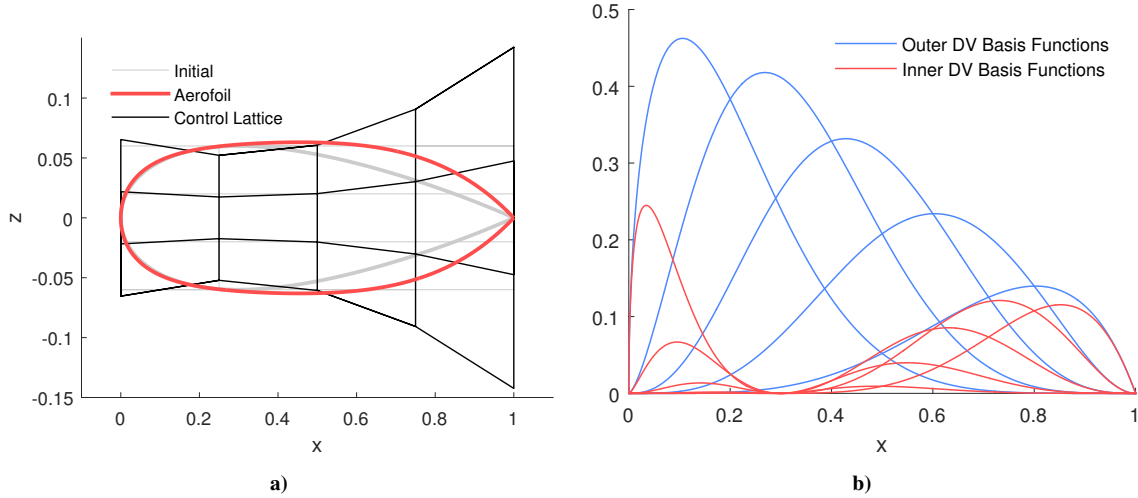 Initial
Aerofoil
Control Lattice
0.1
0.05
0
-0.05
-0.1
-0.15
z
0 0.2 0.4 0.6 0.8 1
x
a)
Outer DV Basis Functions
Inner DV Basis Functions
0.5
0.4
0.3
0.2
0.1
0
0 0.2 0.4 0.6 0.8 1
x
b)